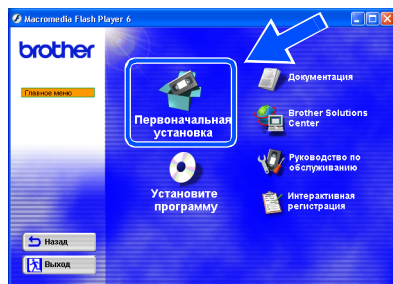 Macromedia Flash Player 6
brother
Главное меню
Первоначальная
установка
Установите
программу
Документация
Brother Solutions
Center
Руководство по
обслуживанию
Интерактивная
регистрация
Назад
Выход